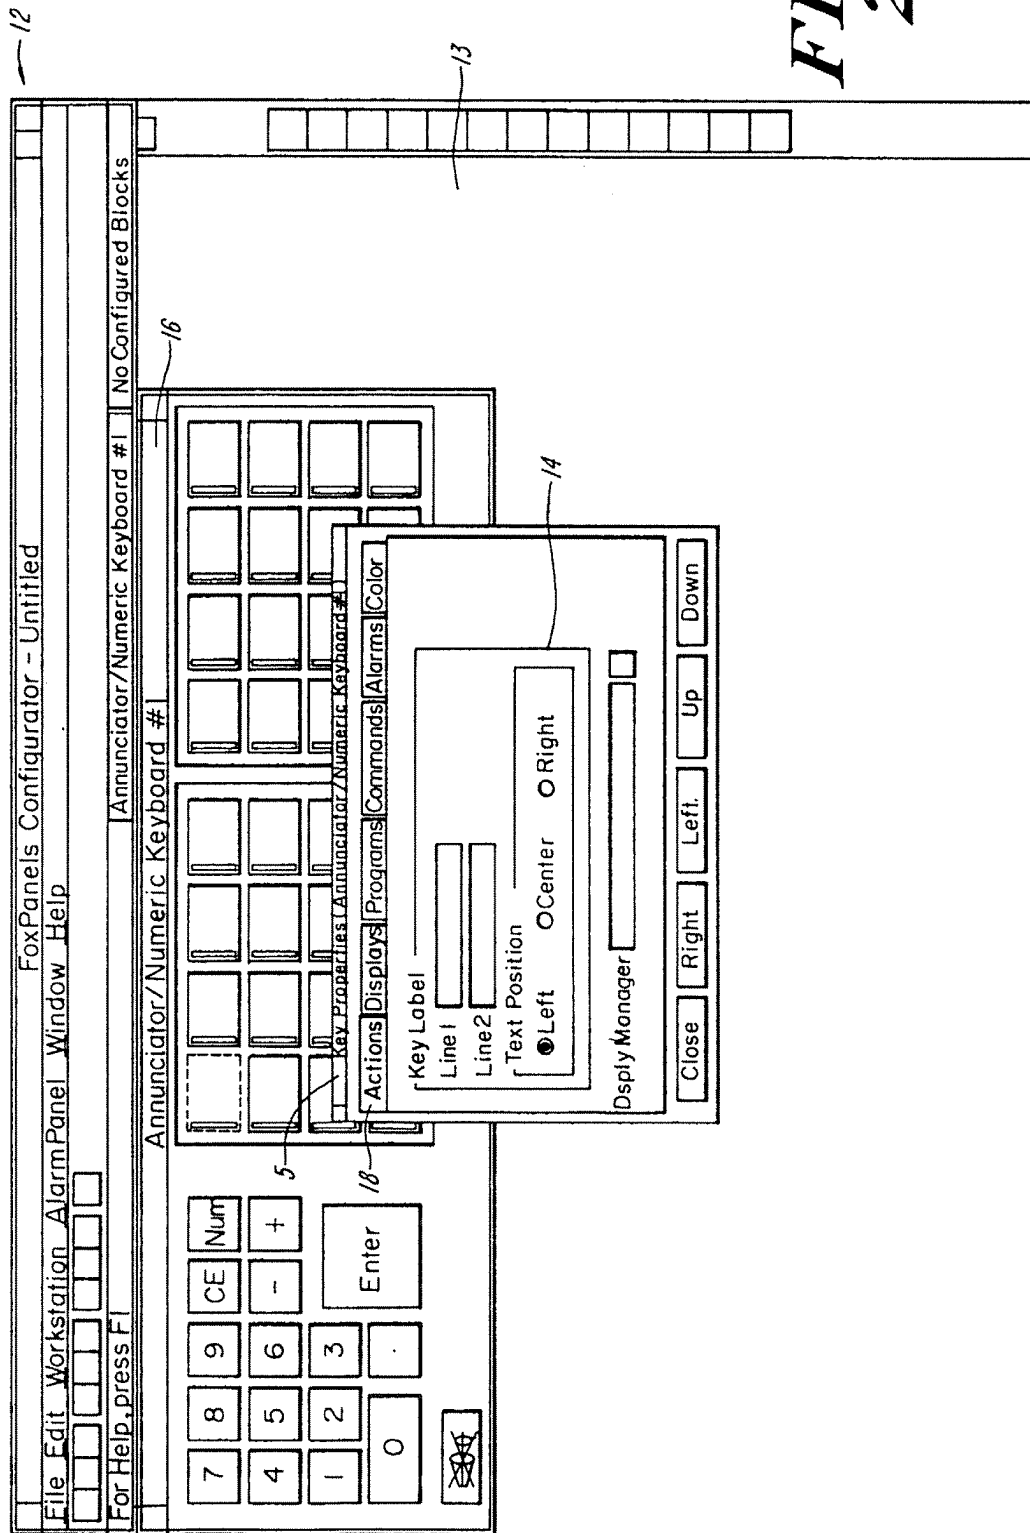 12
FoxPanels Configurator - Untitled
File Edit Workstation AlarmPanel Window Help
For Help, press F1
Annunciator/Numeric Keyboard #1
No Configured Blocks
Annunciator/Numeric Keyboard #1
16
13
7 8 9 CE Num
4 5 6 - +
1 2 3 Enter
0 .
5
Key Properties (Annunciator/Numeric Keyboard #1)
18
Actions Displays Programs Commands Alarms Color
Key Label
Line1
Line2
Text Position
Left Center Right
14
Dsply Manager
Close Right Left. Up Down
2